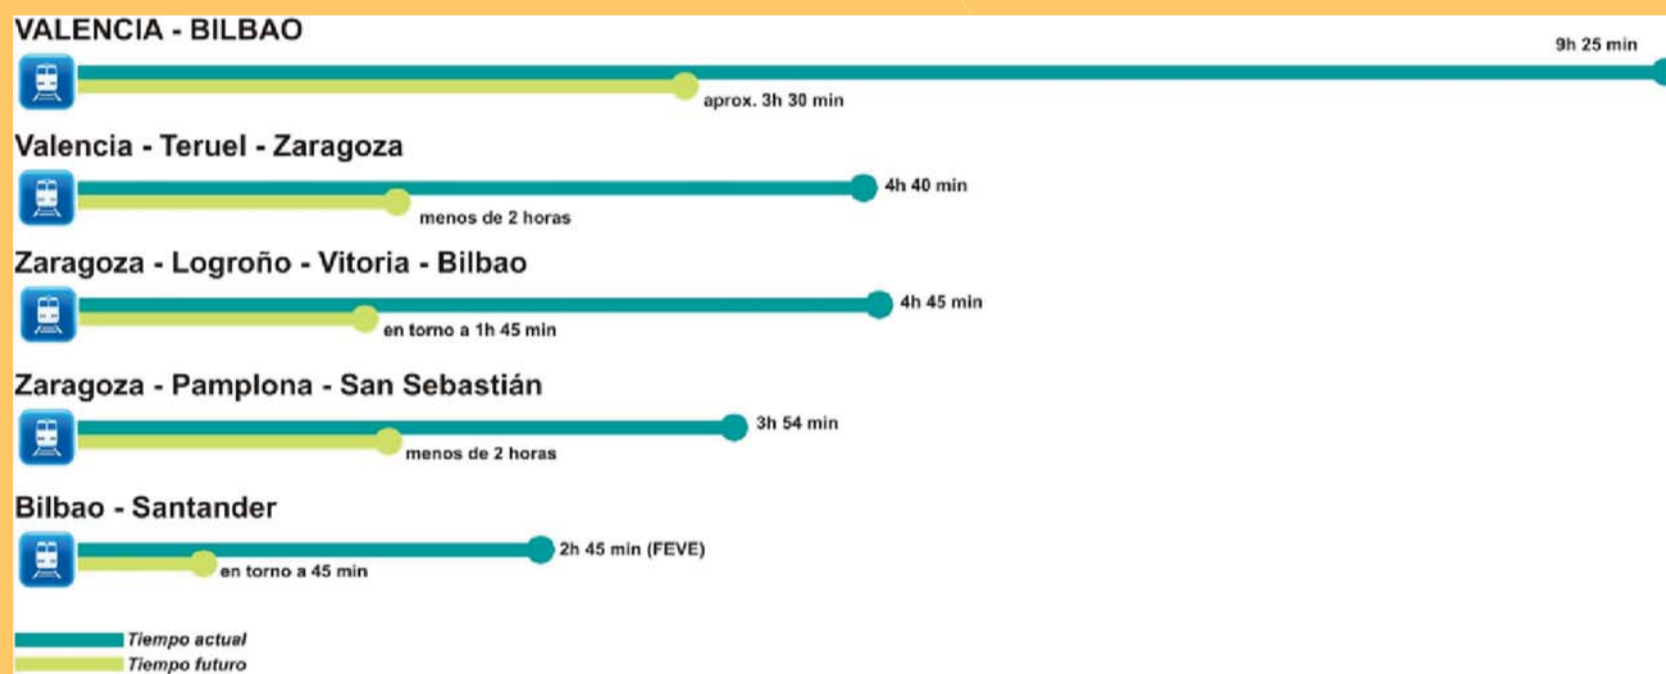 VALENCIA - BILBAO
9h 25 min
aprox. 3h 30 min
Valencia - Teruel - Zaragoza
4h 40 min
menos de 2 horas
Zaragoza - Logroño - Vitoria - Bilbao
4h 45 min
en torno a 1h 45 min
Zaragoza - Pamplona - San Sebastián
3h 54 min
menos de 2 horas
Bilbao - Santander
2h 45 min (FEVE)
en torno a 45 min
Tiempo actual
Tiempo futuro